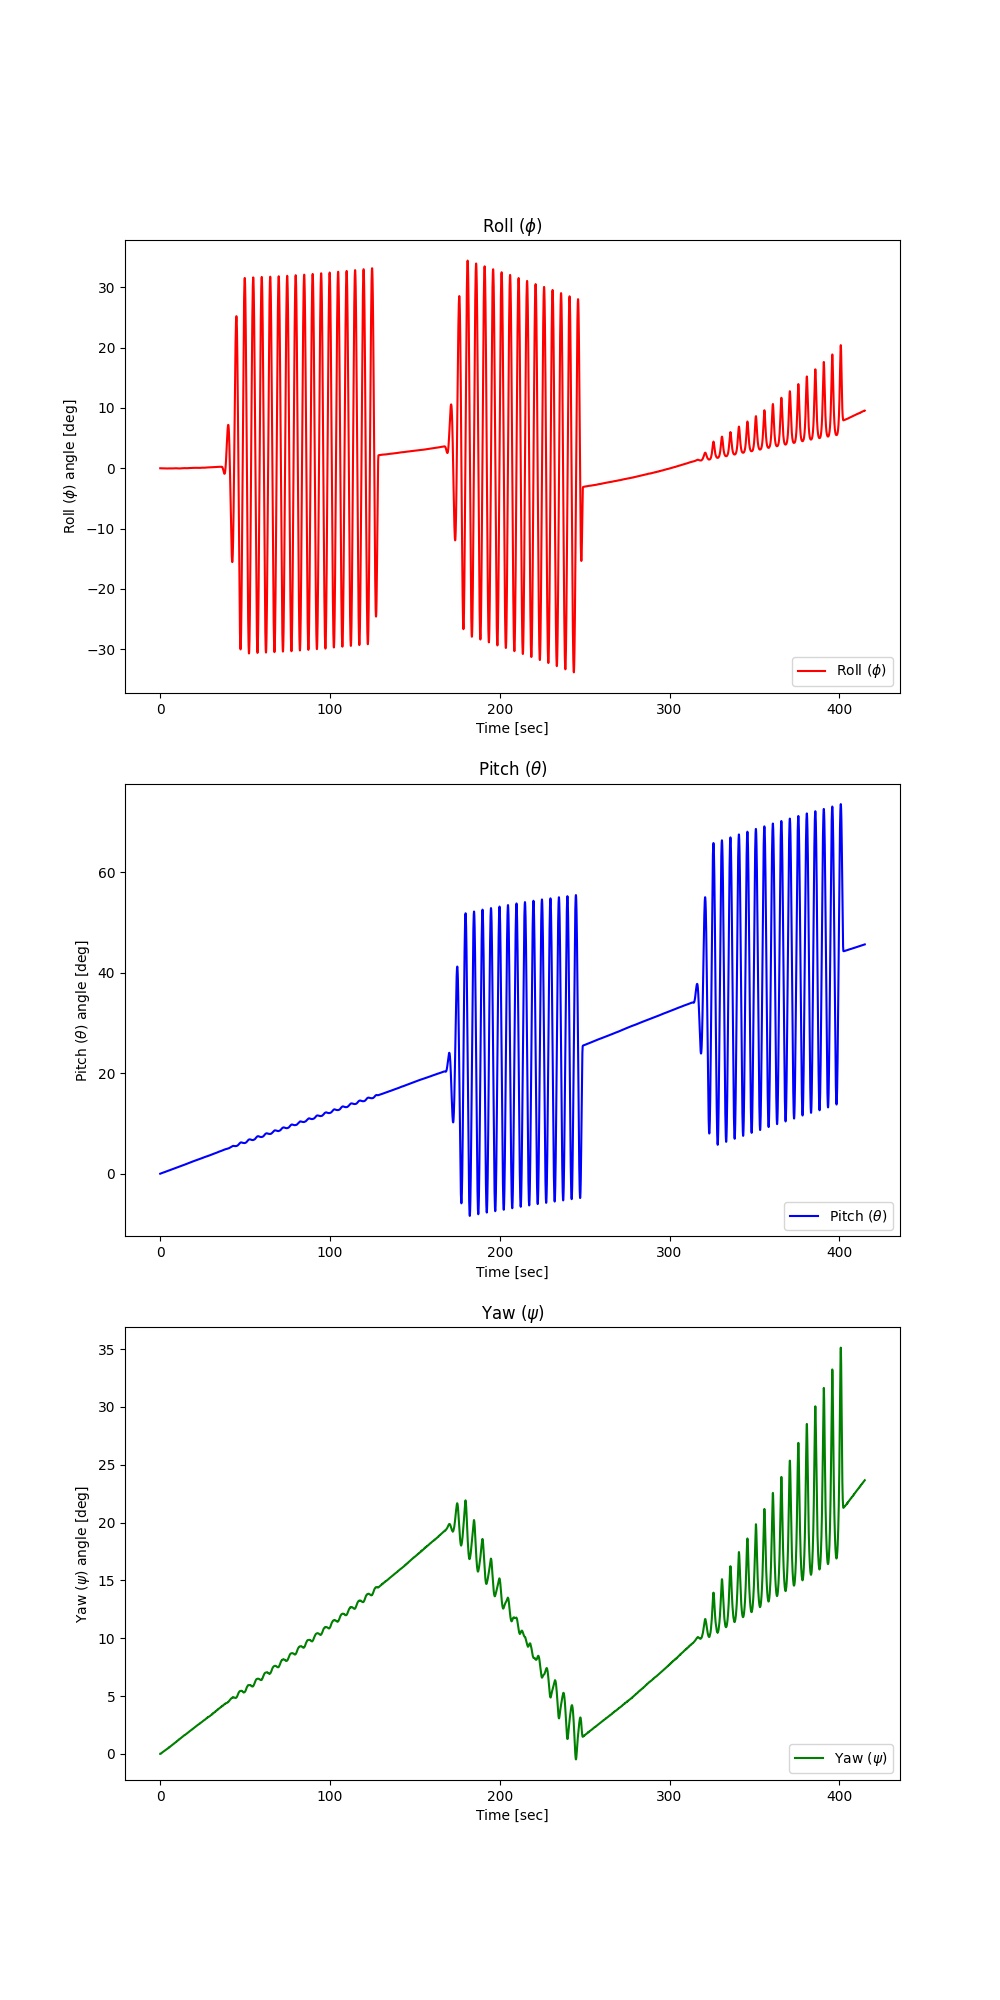 Roll (ϕ)
Roll (ϕ) angle [deg]
30
20
10
0
−10
−20
−30
Roll (ϕ)
0 100 200 300 400
Time [sec]
Pitch (θ)
Pitch (θ) angle [deg]
60
40
20
0
Pitch (θ)
0 100 200 300 400
Time [sec]
Yaw (ψ)
Yaw (ψ) angle [deg]
35
30
25
20
15
10
5
0
Yaw (ψ)
0 100 200 300 400
Time [sec]